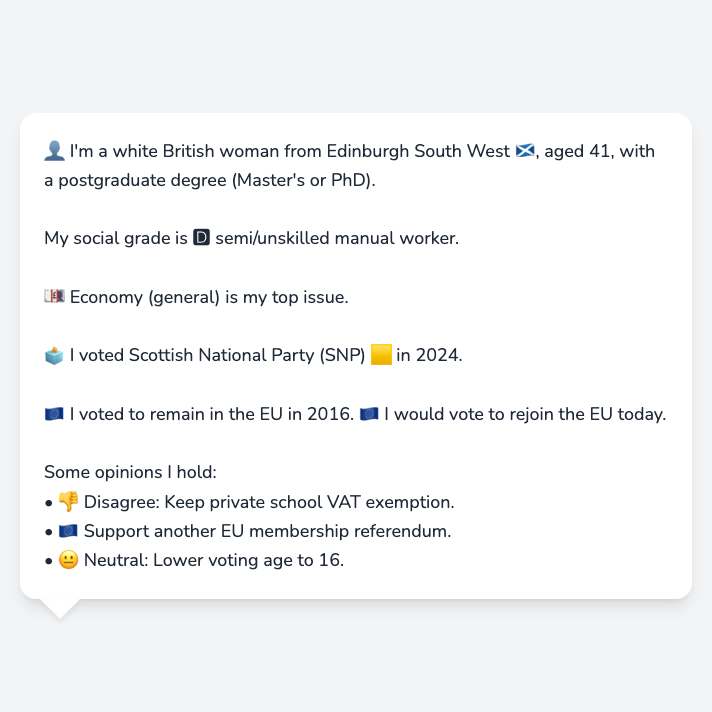 👤 I'm a white British woman from Edinburgh South West 🏴󠁧󠁢󠁳󠁣󠁴󠁿, aged 41, with
a postgraduate degree (Master's or PhD).
My social grade is D semi/unskilled manual worker.
💷 Economy (general) is my top issue.
🗳️ I voted Scottish National Party (SNP) 🟨 in 2024.
🇪🇺 I voted to remain in the EU in 2016. 🇪🇺 I would vote to rejoin the EU today.
Some opinions I hold:
• 👎 Disagree: Keep private school VAT exemption.
• 🇪🇺 Support another EU membership referendum.
• 😐 Neutral: Lower voting age to 16.